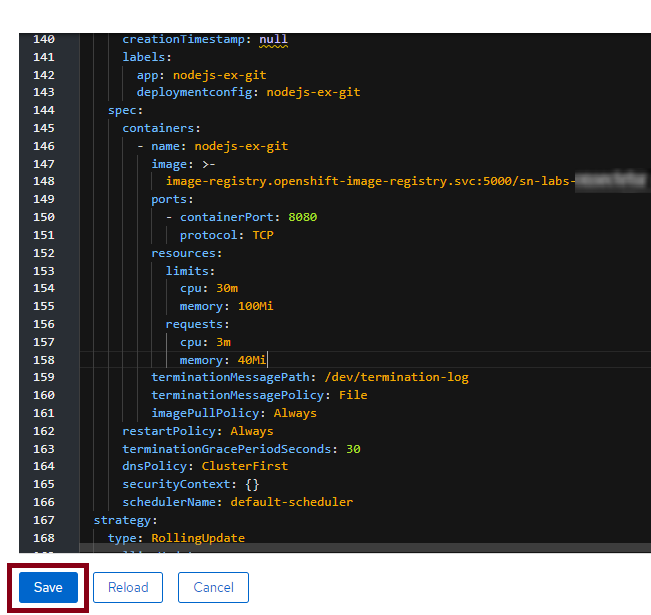 140 creationTimestamp: null
141 labels:
142 app: nodejs-ex-git
143 deploymentconfig: nodejs-ex-git
144 spec:
145 containers:
146 - name: nodejs-ex-git
147 image: >-
148 image-registry.openshift-image-registry.svc:5000/sn-labs-
149 ports:
150 - containerPort: 8080
151 protocol: TCP
152 resources:
153 limits:
154 cpu: 30m
155 memory: 100Mi
156 requests:
157 cpu: 3m
158 memory: 40Mi
159 terminationMessagePath: /dev/termination-log
160 terminationMessagePolicy: File
161 imagePullPolicy: Always
162 restartPolicy: Always
163 terminationGracePeriodSeconds: 30
164 dnsPolicy: ClusterFirst
165 securityContext: {}
166 schedulerName: default-scheduler
167 strategy:
168 type: RollingUpdate
Save Reload Cancel